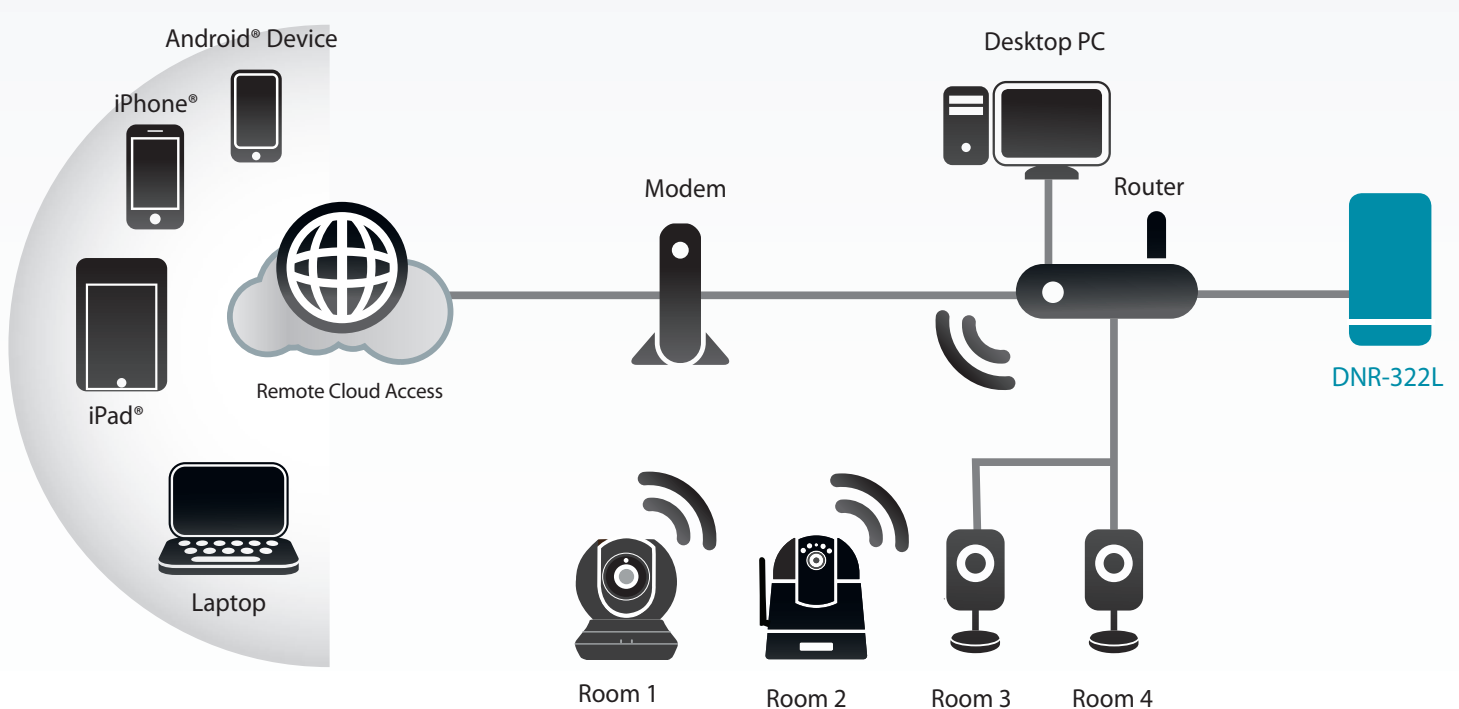 Android® Device
iPhone®
iPad®
Laptop
Remote Cloud Access
Modem
Desktop PC
Router
DNR-322L
Room 1
Room 2
Room 3
Room 4